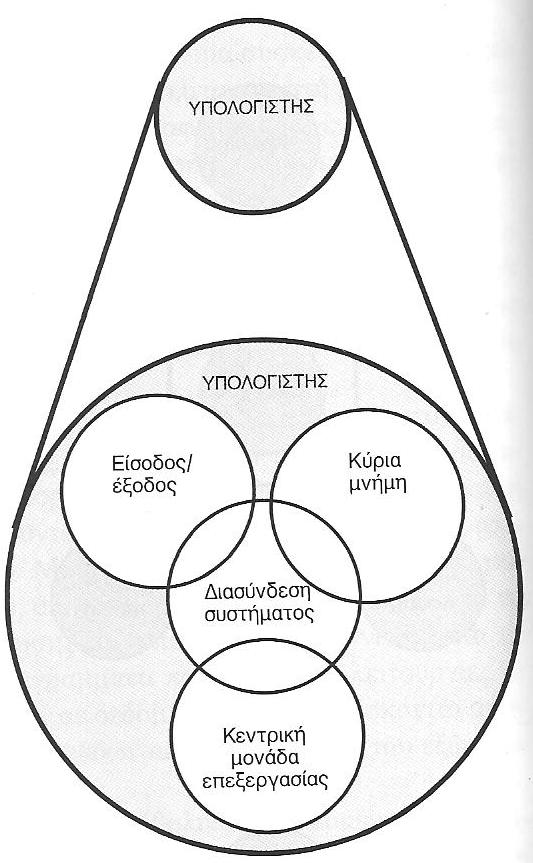 ΥΠΟΛΟΓΙΣΤΗΣ
ΥΠΟΛΟΓΙΣΤΗΣ
Είσοδος/
έξοδος
Κύρια
μνήμη
Διασύνδεση
συστήματος
Κεντρική
μονάδα
επεξεργασίας